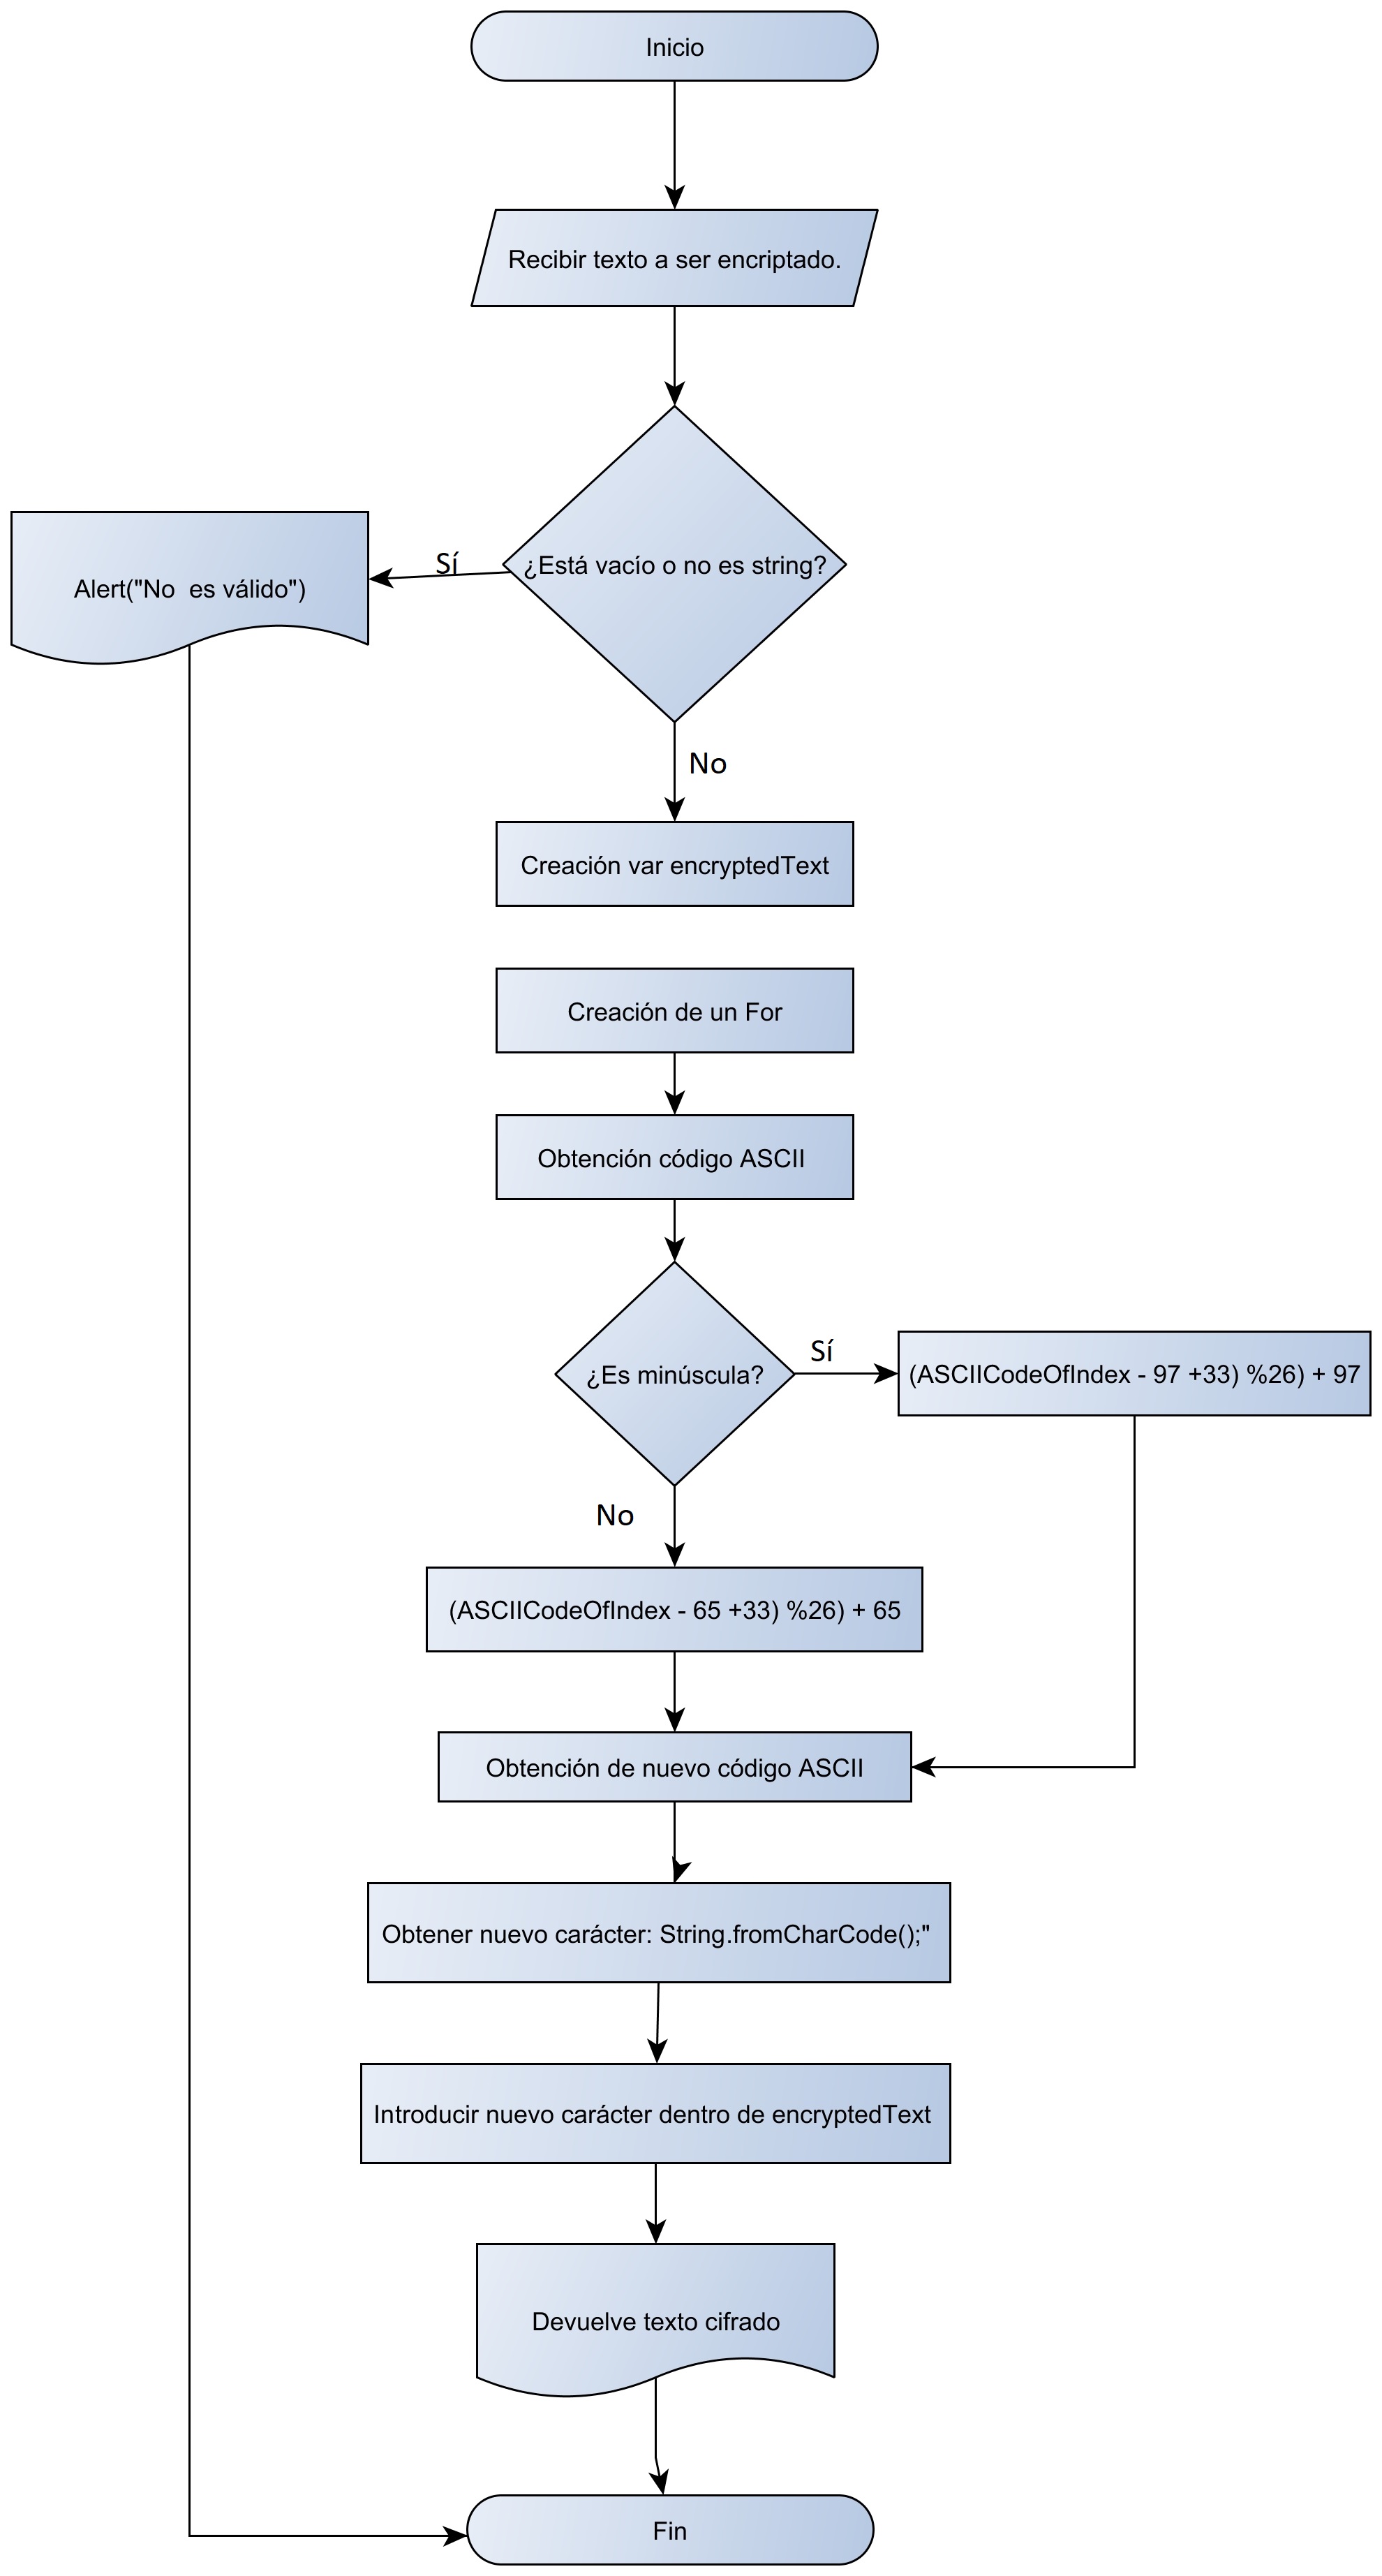 Inicio
Recibir texto a ser encriptado.
¿Está vacío o no es string?
Sí
Alert("No  es válido")
No
Creación var encryptedText
Creación de un For
Obtención código ASCII
¿Es minúscula?
Sí
(ASCIICodeOfIndex - 97 +33) %26) + 97
No
(ASCIICodeOfIndex - 65 +33) %26) + 65
Obtención de nuevo código ASCII
Obtener nuevo carácter: String.fromCharCode();"
Introducir nuevo carácter dentro de encryptedText
Devuelve texto cifrado
Fin